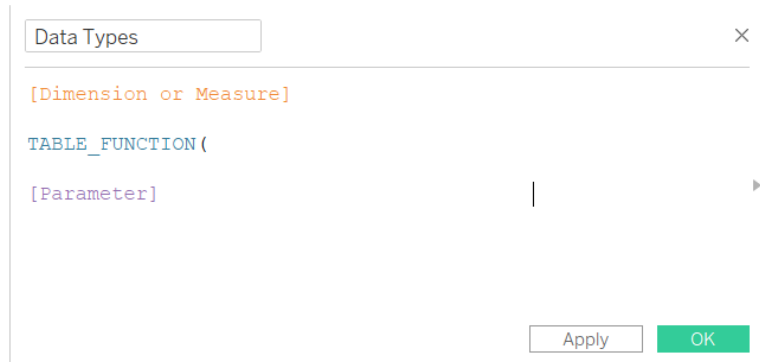 Data Types
[Dimension or Measure]
TABLE_FUNCTION(
[Parameter]
Apply OK